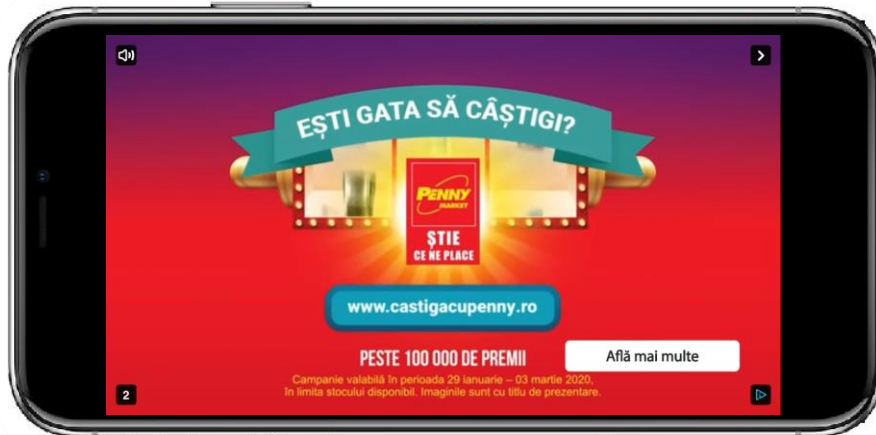 EȘTI GATA SĂ CÂȘTIGI?
PENNY
MARKET
ȘTIE
CE NE PLACE
www.castigacupenny.ro
PESTE 100 000 DE PREMII
Află mai multe
Campanie valabilă în perioada 29 ianuarie – 03 martie 2020,
în limita stocului disponibil. Imaginile sunt cu titlu de prezentare.
2